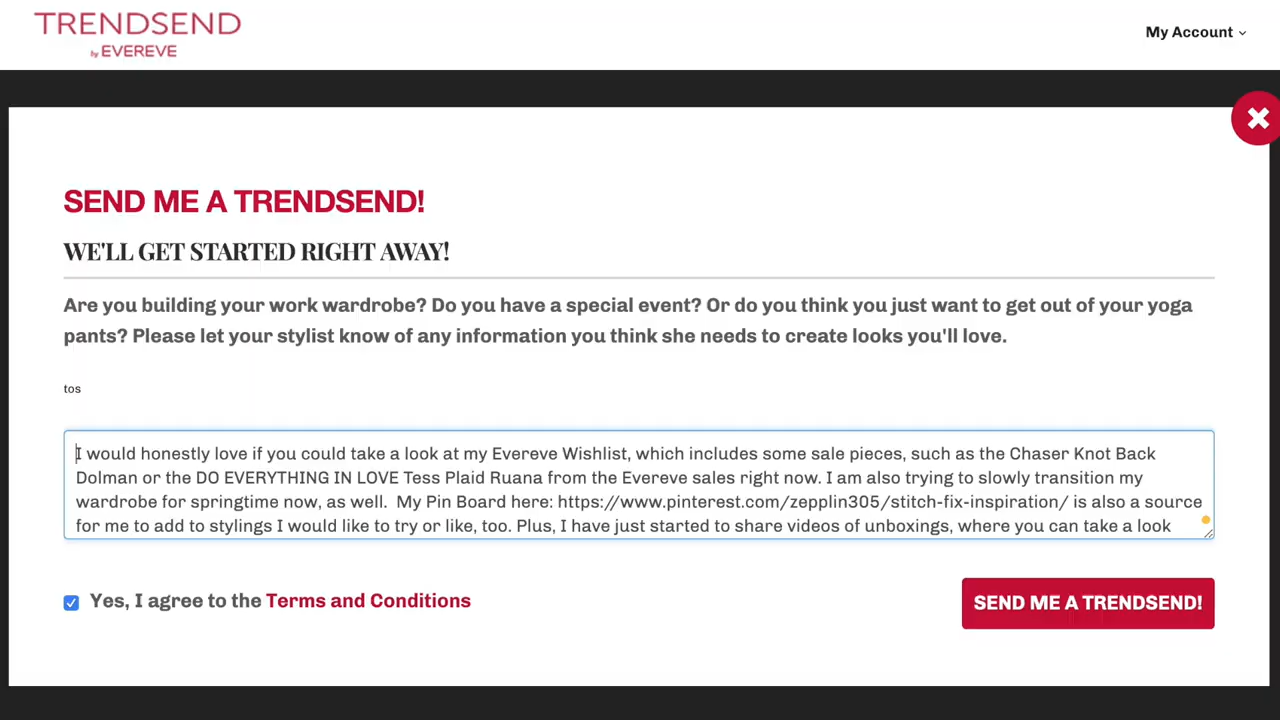 TRENDSEND
by EVEREVE
My Account
SEND ME A TRENDSEND!
WE'LL GET STARTED RIGHT AWAY!
Are you building your work wardrobe? Do you have a special event? Or do you think you just want to get out of your yoga
pants? Please let your stylist know of any information you think she needs to create looks you'll love.
tos
I would honestly love if you could take a look at my Evereve Wishlist, which includes some sale pieces, such as the Chaser Knot Back
Dolman or the DO EVERYTHING IN LOVE Tess Plaid Ruana from the Evereve sales right now. I am also trying to slowly transition my
wardrobe for springtime now, as well.  My Pin Board here: https://www.pinterest.com/zepplin305/stitch-fix-inspiration/ is also a source
for me to add to stylings I would like to try or like, too. Plus, I have just started to share videos of unboxings, where you can take a look
Yes, I agree to the Terms and Conditions
SEND ME A TRENDSEND!